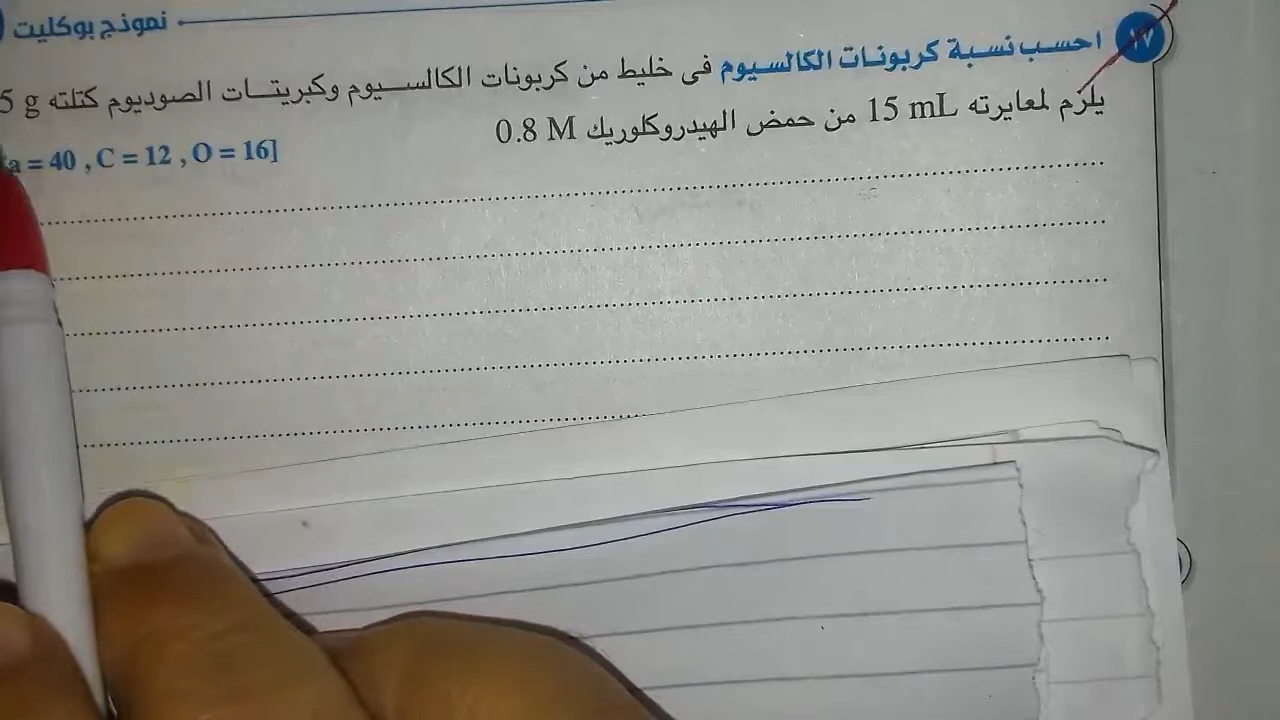 نموذج بوكليت
احسب نسبة كربونات الكالسيوم فى خليط من كربونات الكالسيوم وكبريتات الصوديوم كتلته 5 g
يلزم لمعايرته 15 mL من حمض الهيدروكلوريك 0.8 M
a = 40 , C = 12 , O = 16]